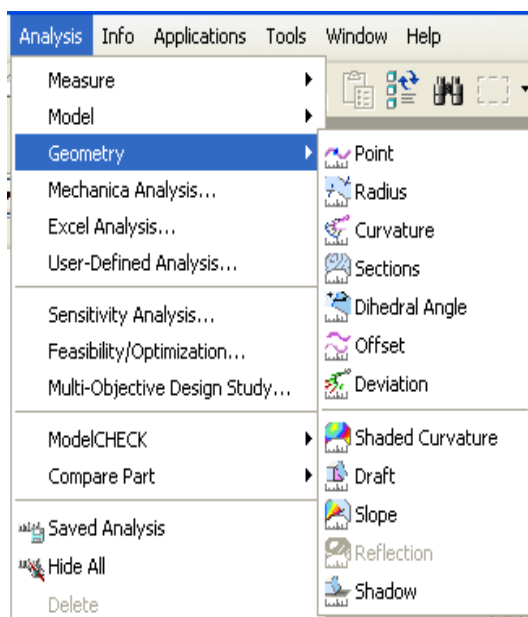 Analysis Info Applications Tools Window Help
Measure
Model
Geometry
Mechanica Analysis...
Excel Analysis...
User-Defined Analysis...
Sensitivity Analysis...
Feasibility/Optimization...
Multi-Objective Design Study...
ModelCHECK
Compare Part
Saved Analysis
Hide All
Delete
Point
Radius
Curvature
Sections
Dihedral Angle
Offset
Deviation
Shaded Curvature
Draft
Slope
Reflection
Shadow